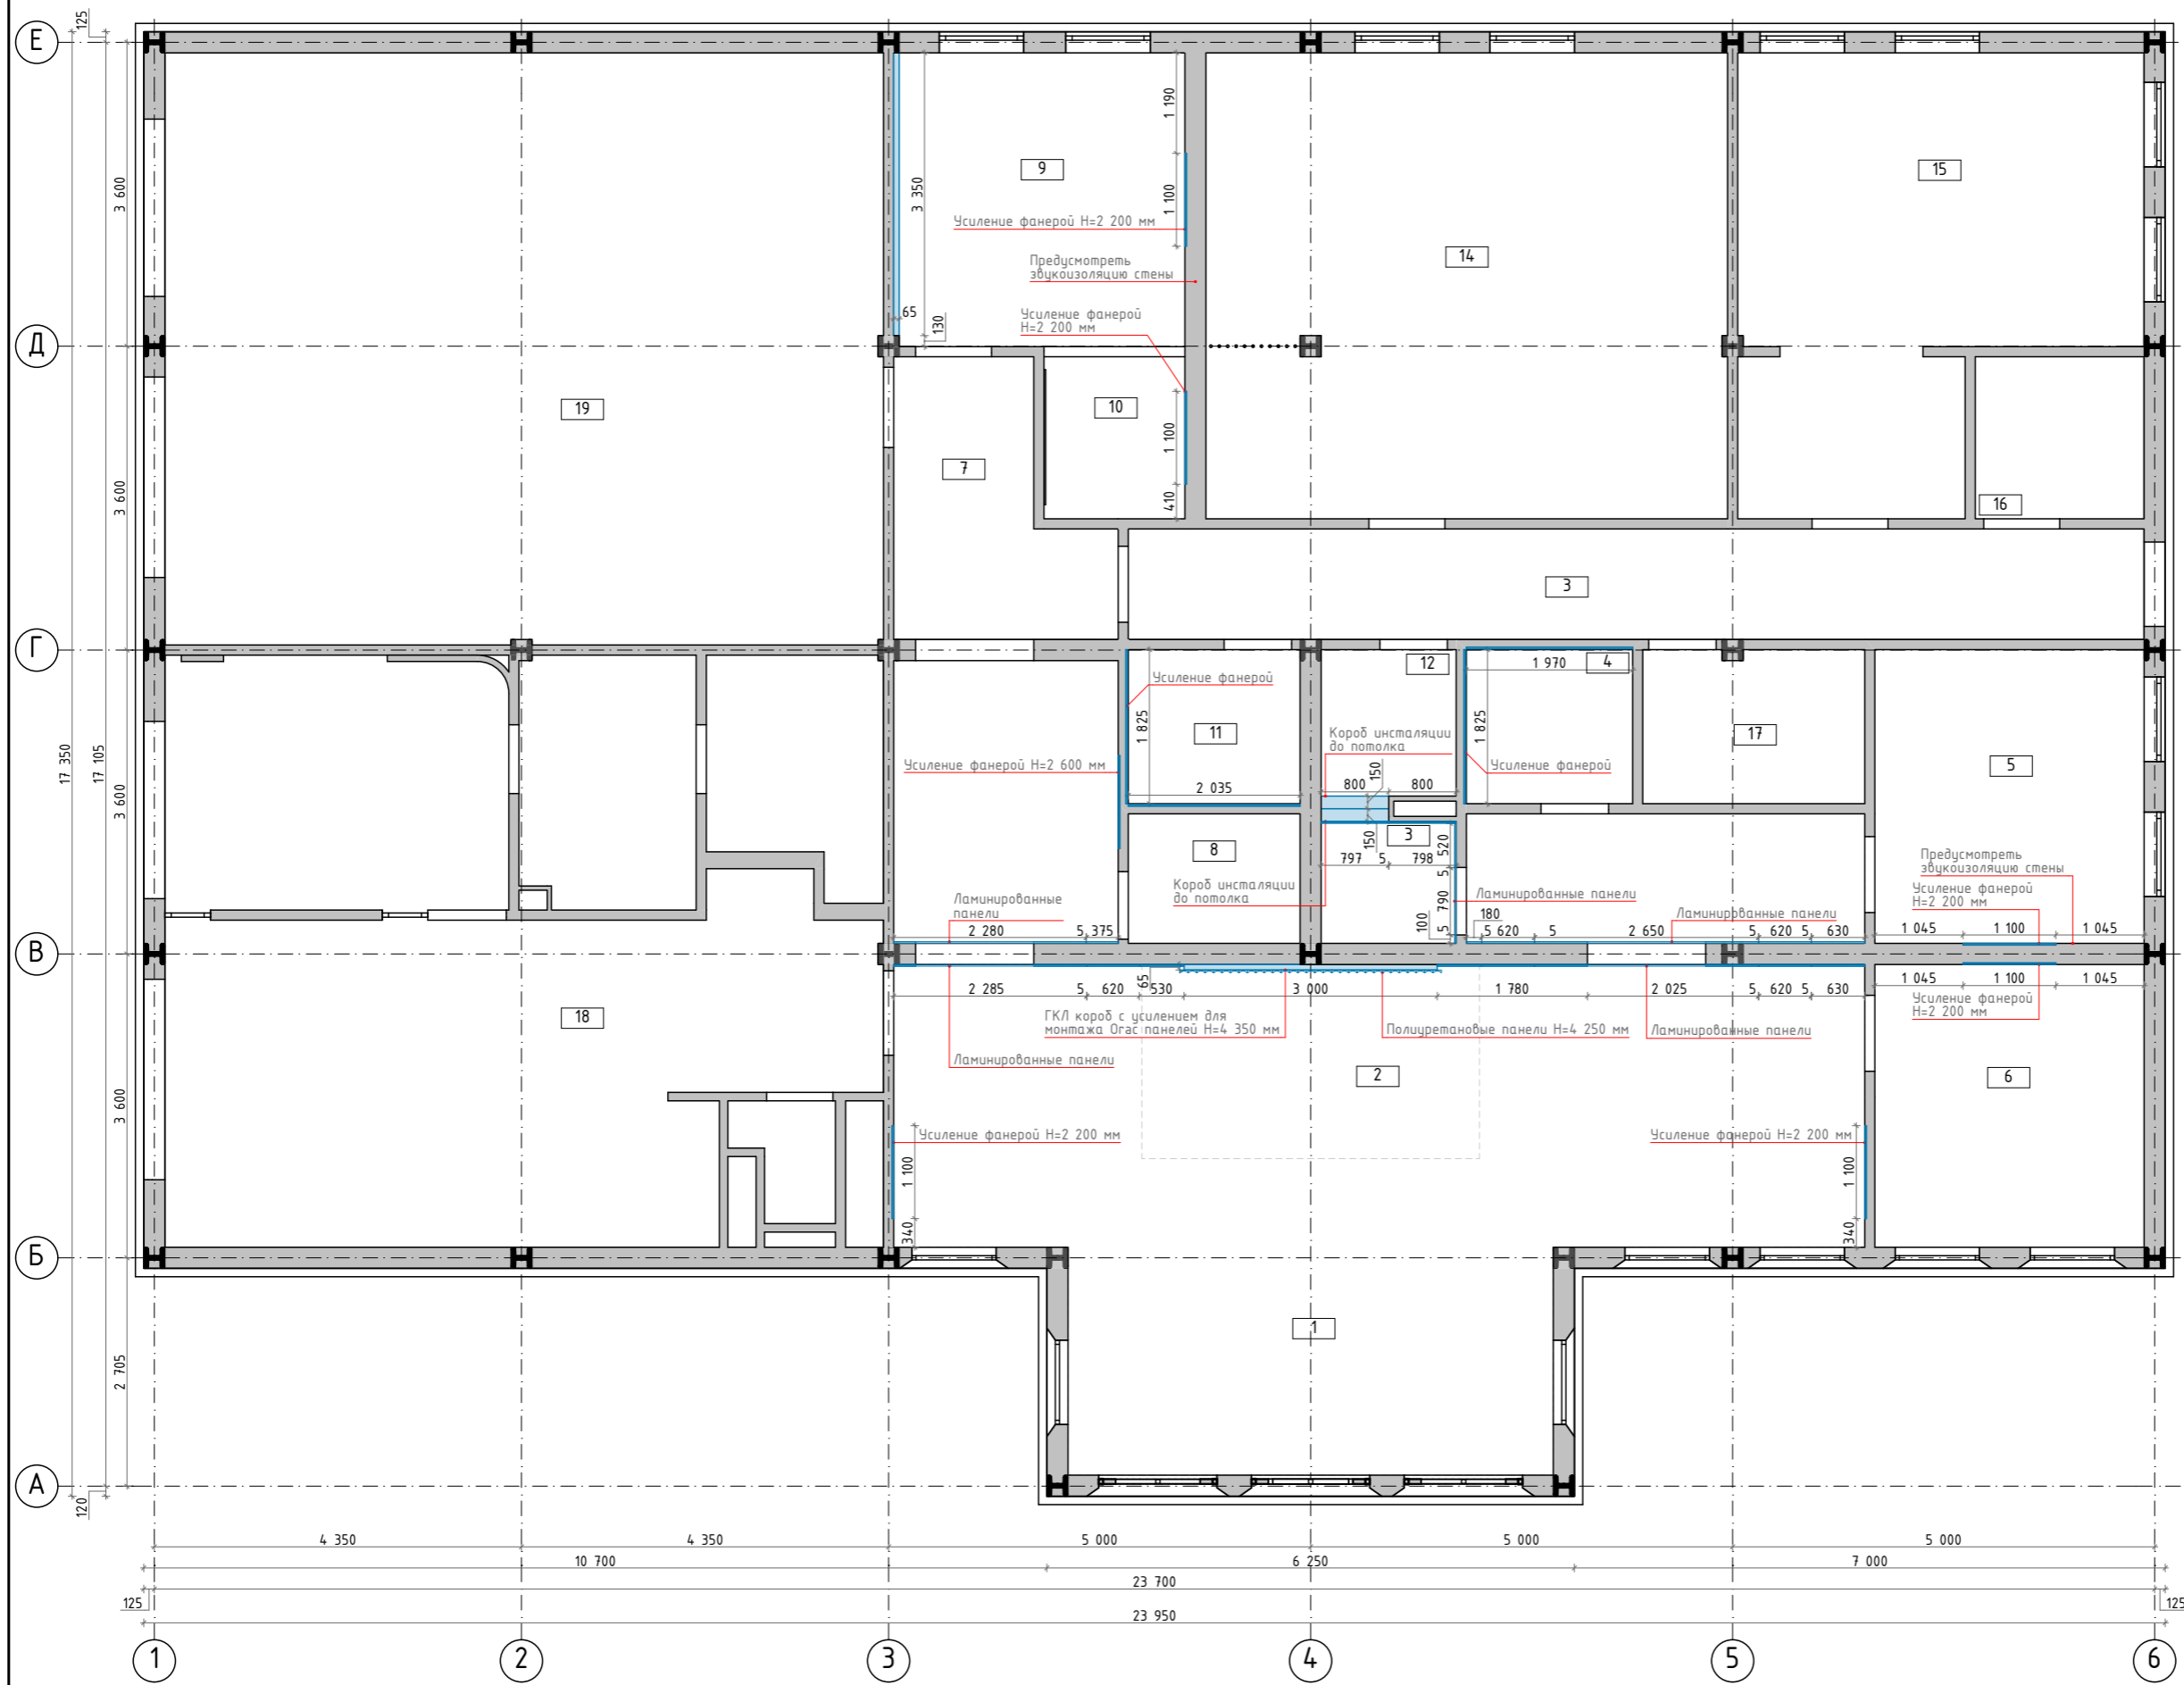 125
Е
3 600
1 190
9
15
3 350
1 100
Усиление фанерой H=2 200 мм
14
Предусмотреть
звукоизоляцию стены
65
130
Усиление фанерой
H=2 200 мм
Д
19
10
1 100
7
3 600
410
16
3
Г
12
4
1 970
Усиление фанерой
1 825
11
Короб инсталяции
до потолка
1 825
17
17 350
17 105
Усиление фанерой H=2 600 мм
150
Усиление фанерой
5
2 035
800
800
3 600
8
3
150
520
797
5
798
5
Короб инсталяции
до потолка
790
Ламинированные панели
Предусмотреть
звукоизоляцию стены
Усиление фанерой
H=2 200 мм
Ламинированные
панели
100
180
Ламинированные панели
2 280
5
375
5
5
620
5
2 650
5
620
5
630
1 045
1 100
1 045
В
65
2 285
5
620
530
3 000
1 780
2 025
5
620
5
630
1 045
1 100
1 045
18
ГКЛ короб с усилением для
монтажа Orac панелей H=4 350 мм
Полиуретановые панели H=4 250 мм
Ламинированные панели
Усиление фанерой
H=2 200 мм
Ламинированные панели
2
6
3 600
Усиление фанерой H=2 200 мм
Усиление фанерой H=2 200 мм
1 100
1 100
340
340
Б
1
2 705
А
120
4 350
4 350
5 000
5 000
5 000
10 700
6 250
7 000
23 700
125
125
23 950
1
2
3
4
5
6